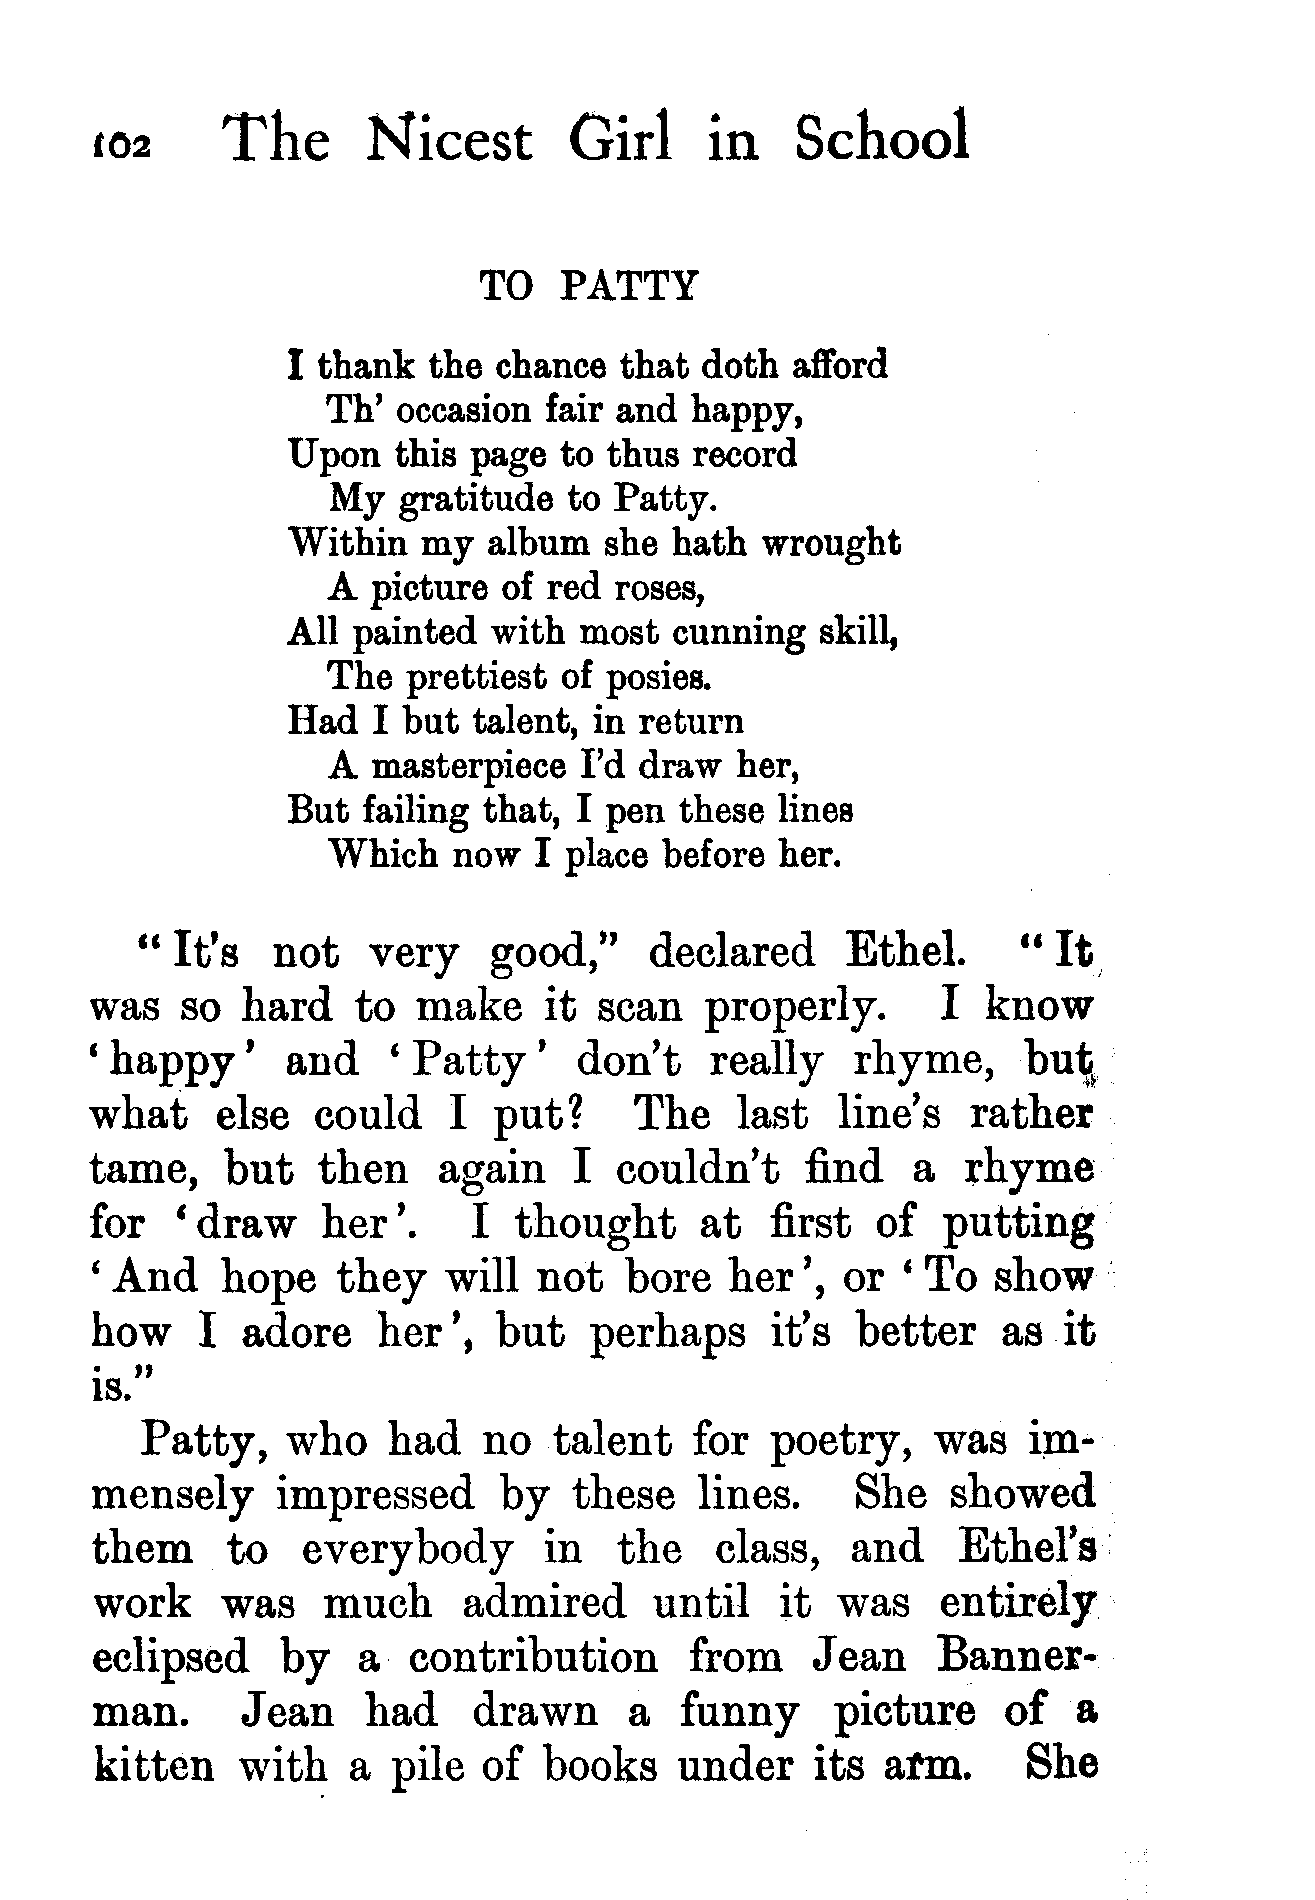 102 The Nicest Girl in School
TO PATTY
I thank the chance that doth afford
Th' occasion fair and happy,
Upon this page to thus record
My gratitude to Patty.
Within my album she hath wrought
A picture of red roses,
All painted with most cunning skill,
The prettiest of posies.
Had I but talent, in return
A masterpiece I'd draw her,
But failing that, I pen these lines
Which now I place before her.
“It's not very good,” declared Ethel. “It
was so hard to make it scan properly. I know
‘happy’ and ‘Patty’ don't really rhyme, but
what else could I put? The last line's rather
tame, but then again I couldn't find a rhyme
for ‘draw her’. I thought at first of putting
‘And hope they will not bore her’, or ‘To show
how I adore her’, but perhaps it's better as it
is.”
Patty, who had no talent for poetry, was im-
mensely impressed by these lines. She showed
them to everybody in the class, and Ethel's
work was much admired until it was entirely
eclipsed by a contribution from Jean Banner-
man. Jean had drawn a funny picture of a
kitten with a pile of books under its arm. She